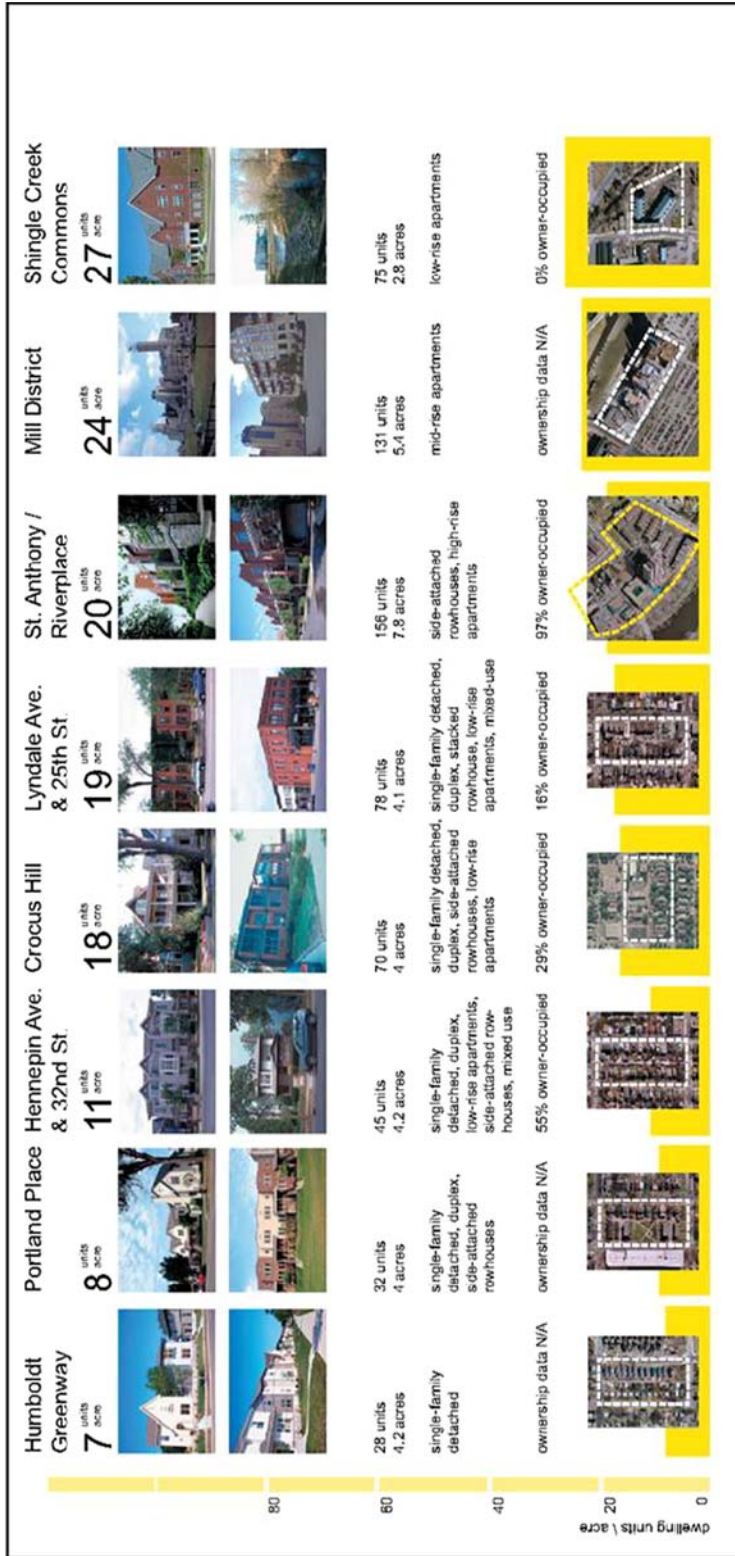 Humboldt
Greenway
7 units
acre
28 units
4.2 acres
single-family
detached
ownership data N/A
Portland Place
8 units
acre
32 units
4 acres
single-family
detached, duplex,
side-attached
rowhouses
ownership data N/A
Hennepin Ave.
& 32nd St.
11 units
acre
45 units
4.2 acres
single-family
detached, duplex,
low-rise apartments,
side-attached row-
houses, mixed use
55% owner-occupied
Crocus Hill
18 units
acre
70 units
4 acres
single-family detached,
duplex, side-attached
rowhouses, low-rise
apartments
29% owner-occupied
Lyndale Ave.
& 25th St.
19 units
acre
78 units
4.1 acres
single-family detached,
duplex, stacked
rowhouse, low-rise
apartments, mixed-use
16% owner-occupied
St. Anthony /
Riverplace
20 units
acre
156 units
7.8 acres
side-attached
rowhouses, high-rise
apartments
97% owner-occupied
Mill District
24 units
acre
131 units
5.4 acres
mid-rise apartments
ownership data N/A
Shingle Creek
Commons
27 units
acre
75 units
2.8 acres
low-rise apartments
0% owner-occupied
80
60
40
20
0
dwelling units \ acre